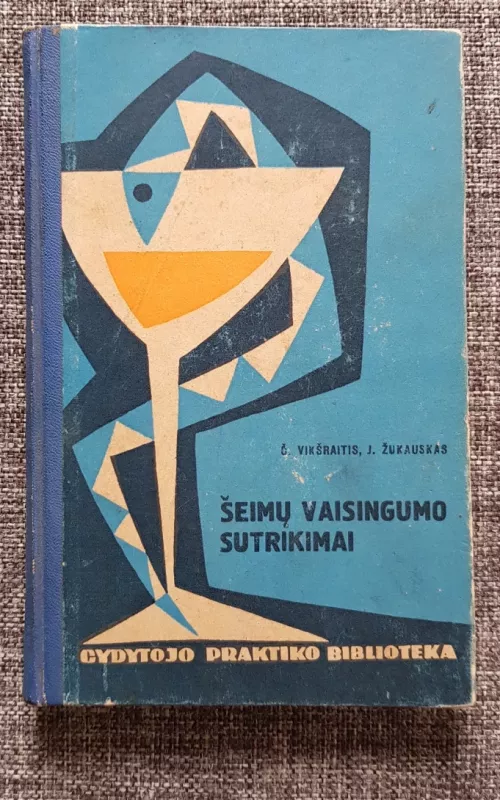 Č. VIKŠRAITIS, J. ŽUKAUSKAS
ŠEIMŲ VAISINGUMO
SUTRIKIMAI
GYDYTOJO PRAKTIKO BIBLIOTEKA